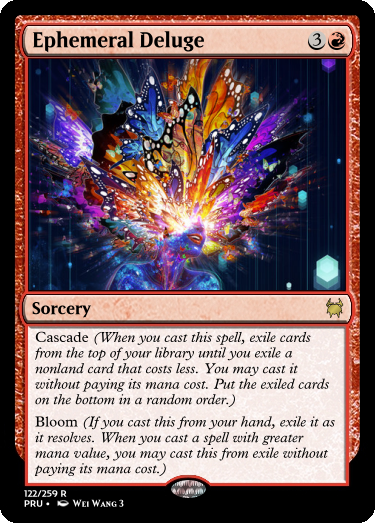 Ephemeral Deluge 3
Sorcery
Cascade (When you cast this spell, exile cards
from the top of your library until you exile a
nonland card that costs less. You may cast it
without paying its mana cost. Put the exiled cards
on the bottom in a random order.)
Bloom (If you cast this from your hand, exile it as
it resolves. When you cast a spell with greater
mana value, you may cast this from exile without
paying its mana cost.)
122/259 R
PRU • Wei Wang 3